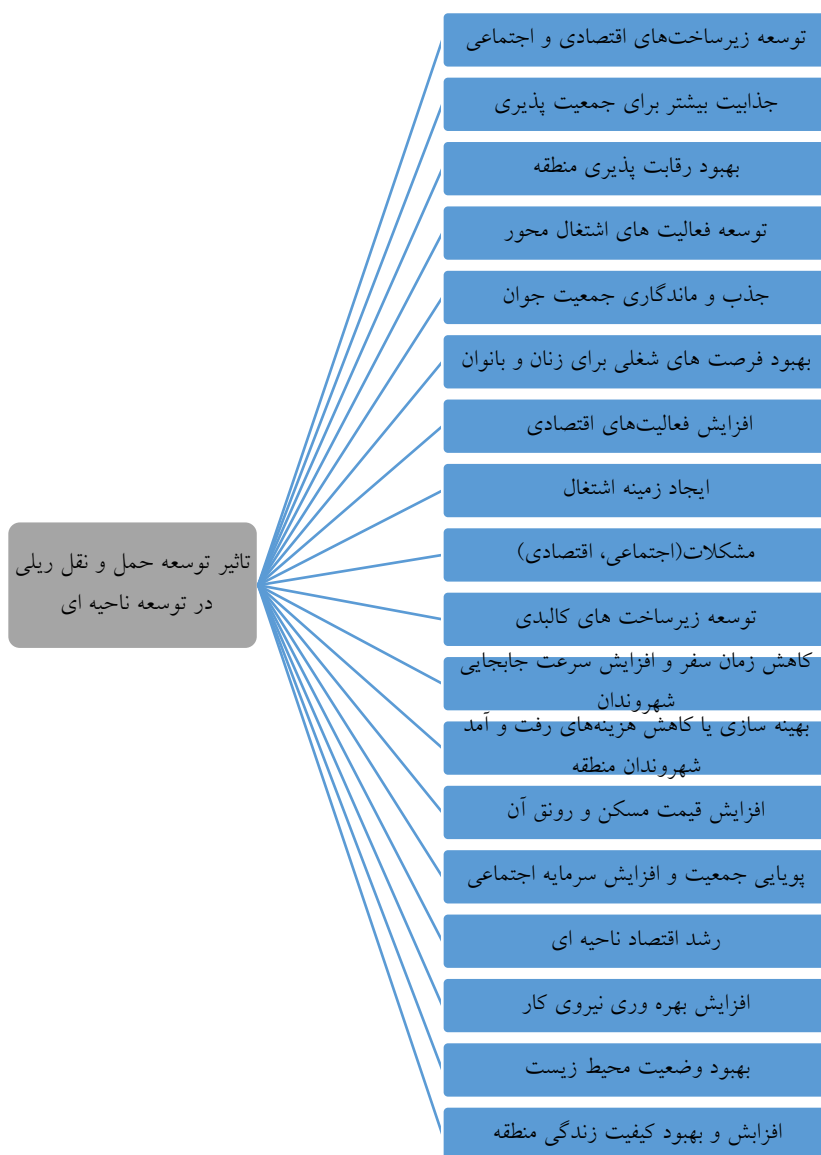 توسعه زیرساخت‌های اقتصادی و اجتماعی
جذابیت بیشتر برای جمعیت پذیری
بهبود رقابت پذیری منطقه
توسعه فعالیت های اشتغال محور
جذب و ماندگاری جمعیت جوان
بهبود فرصت های شغلی برای زنان و بانوان
افزایش فعالیت‌های اقتصادی
ایجاد زمینه اشتغال
مشکلات(اجتماعی، اقتصادی)
توسعه زیرساخت های کالبدی
کاهش زمان سفر و افزایش سرعت جابجایی
شهروندان
بهینه سازی یا کاهش هزینه‌های رفت و آمد
شهروندان منطقه
افزایش قیمت مسکن و رونق آن
پویایی جمعیت و افزایش سرمایه اجتماعی
رشد اقتصاد ناحیه ای
افزایش بهره وری نیروی کار
بهبود وضعیت محیط زیست
افزابش و بهبود کیفیت زندگی منطقه
تاثیر توسعه حمل و نقل ریلی
در توسعه ناحیه ای